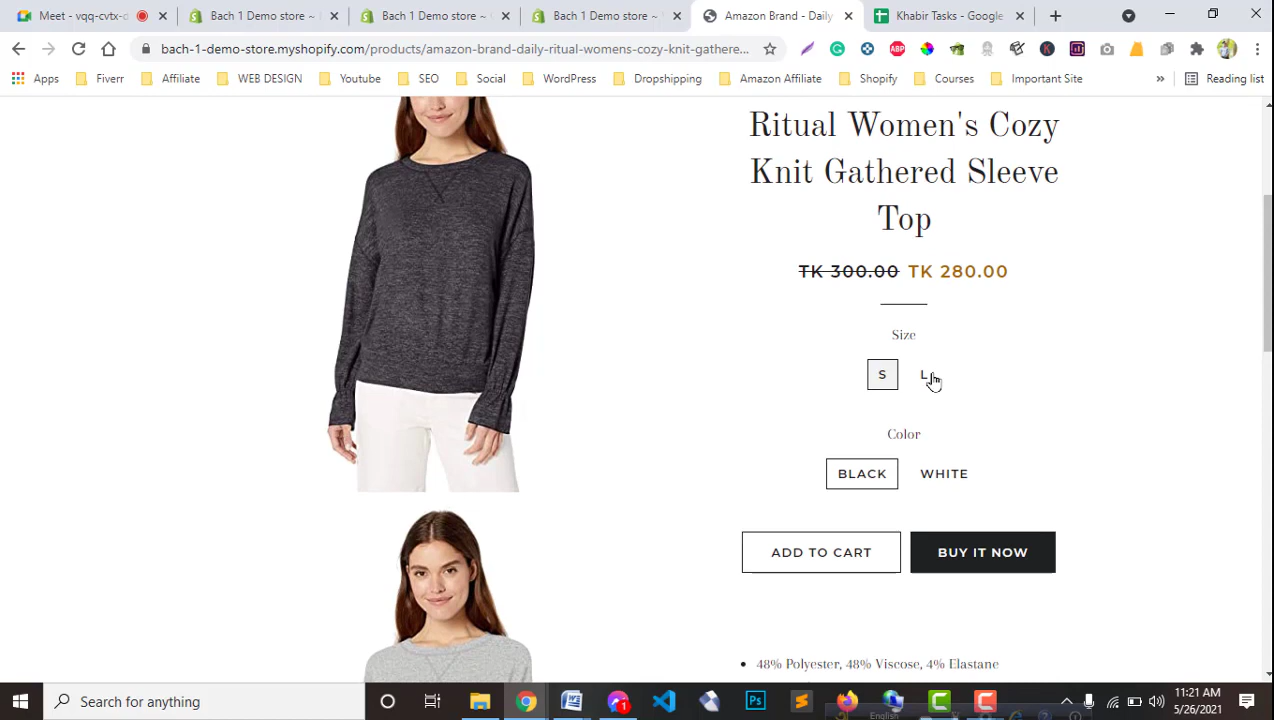 Meet - vqq-cvtx-d
Bach 1 Demo store ~
Bach 1 Demo store ~ 
Bach 1 Demo store ~
Amazon Brand - Daily
Khabir Tasks - Google
bach-1-demo-store.myshopify.com/products/amazon-brand-daily-ritual-womens-cozy-knit-gathere...
ABP
K
Apps
Fiverr
Affiliate
WEB DESIGN
Youtube
SEO
Social
WordPress
Dropshipping
Amazon Affiliate
Shopify
Courses
Important Site
»
Reading list
Ritual Women's Cozy
Knit Gathered Sleeve
Top
TK 300.00 TK 280.00
Size
S L
Color
BLACK WHITE
ADD TO CART BUY IT NOW
• 48% Polyester, 48% Viscose, 4% Elastane
Search for anything
1
Ps
English
11:21 AM
5/26/2021